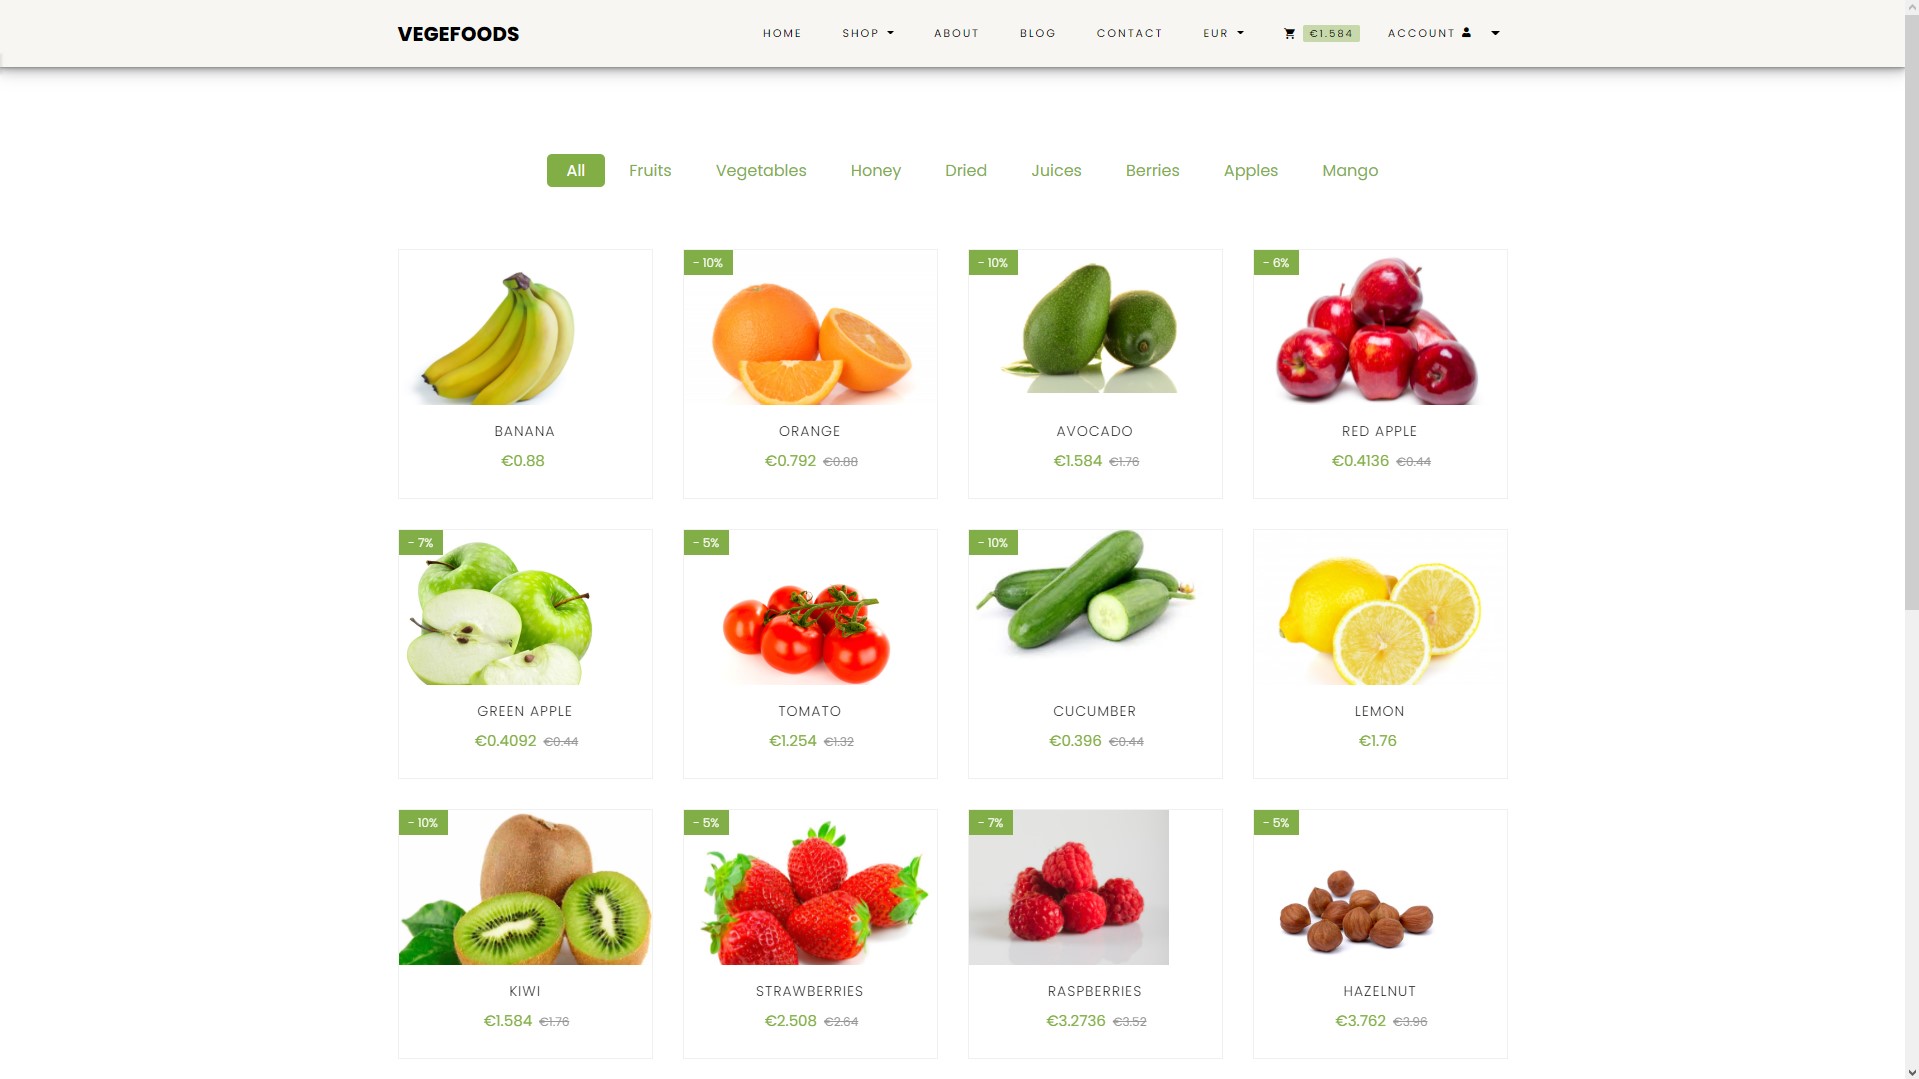 VEGEFOODS
HOME SHOP ABOUT BLOG CONTACT EUR €1.584 ACCOUNT
All Fruits Vegetables Honey Dried Juices Berries Apples Mango
- 10% - 10% - 6%
BANANA ORANGE AVOCADO RED APPLE
€0.88 €0.792 €0.88 €1.584 €1.76 €0.4136 €0.44
- 7% - 5% - 10%
GREEN APPLE TOMATO CUCUMBER LEMON
€0.4092 €0.44 €1.254 €1.32 €0.396 €0.44 €1.76
- 10% - 5% - 7% - 5%
KIWI STRAWBERRIES RASPBERRIES HAZELNUT
€1.584 €1.76 €2.508 €2.64 €3.2736 €3.52 €3.762 €3.96